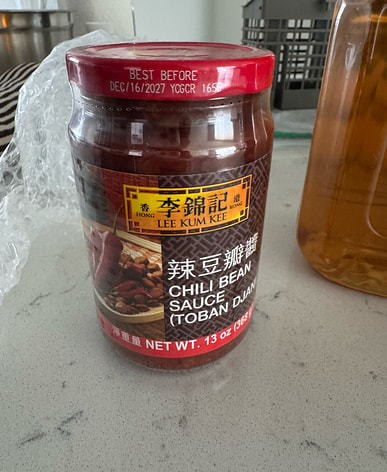 BEST BEFORE
DEC/16/2027 YCGCR 165
香 李錦記 港
HONG KONG
LEE KUM KEE
辣豆瓣醬
CHILI BEAN
SAUCE
(TOBAN DJAN
淨重量 NET WT. 13 oz (368